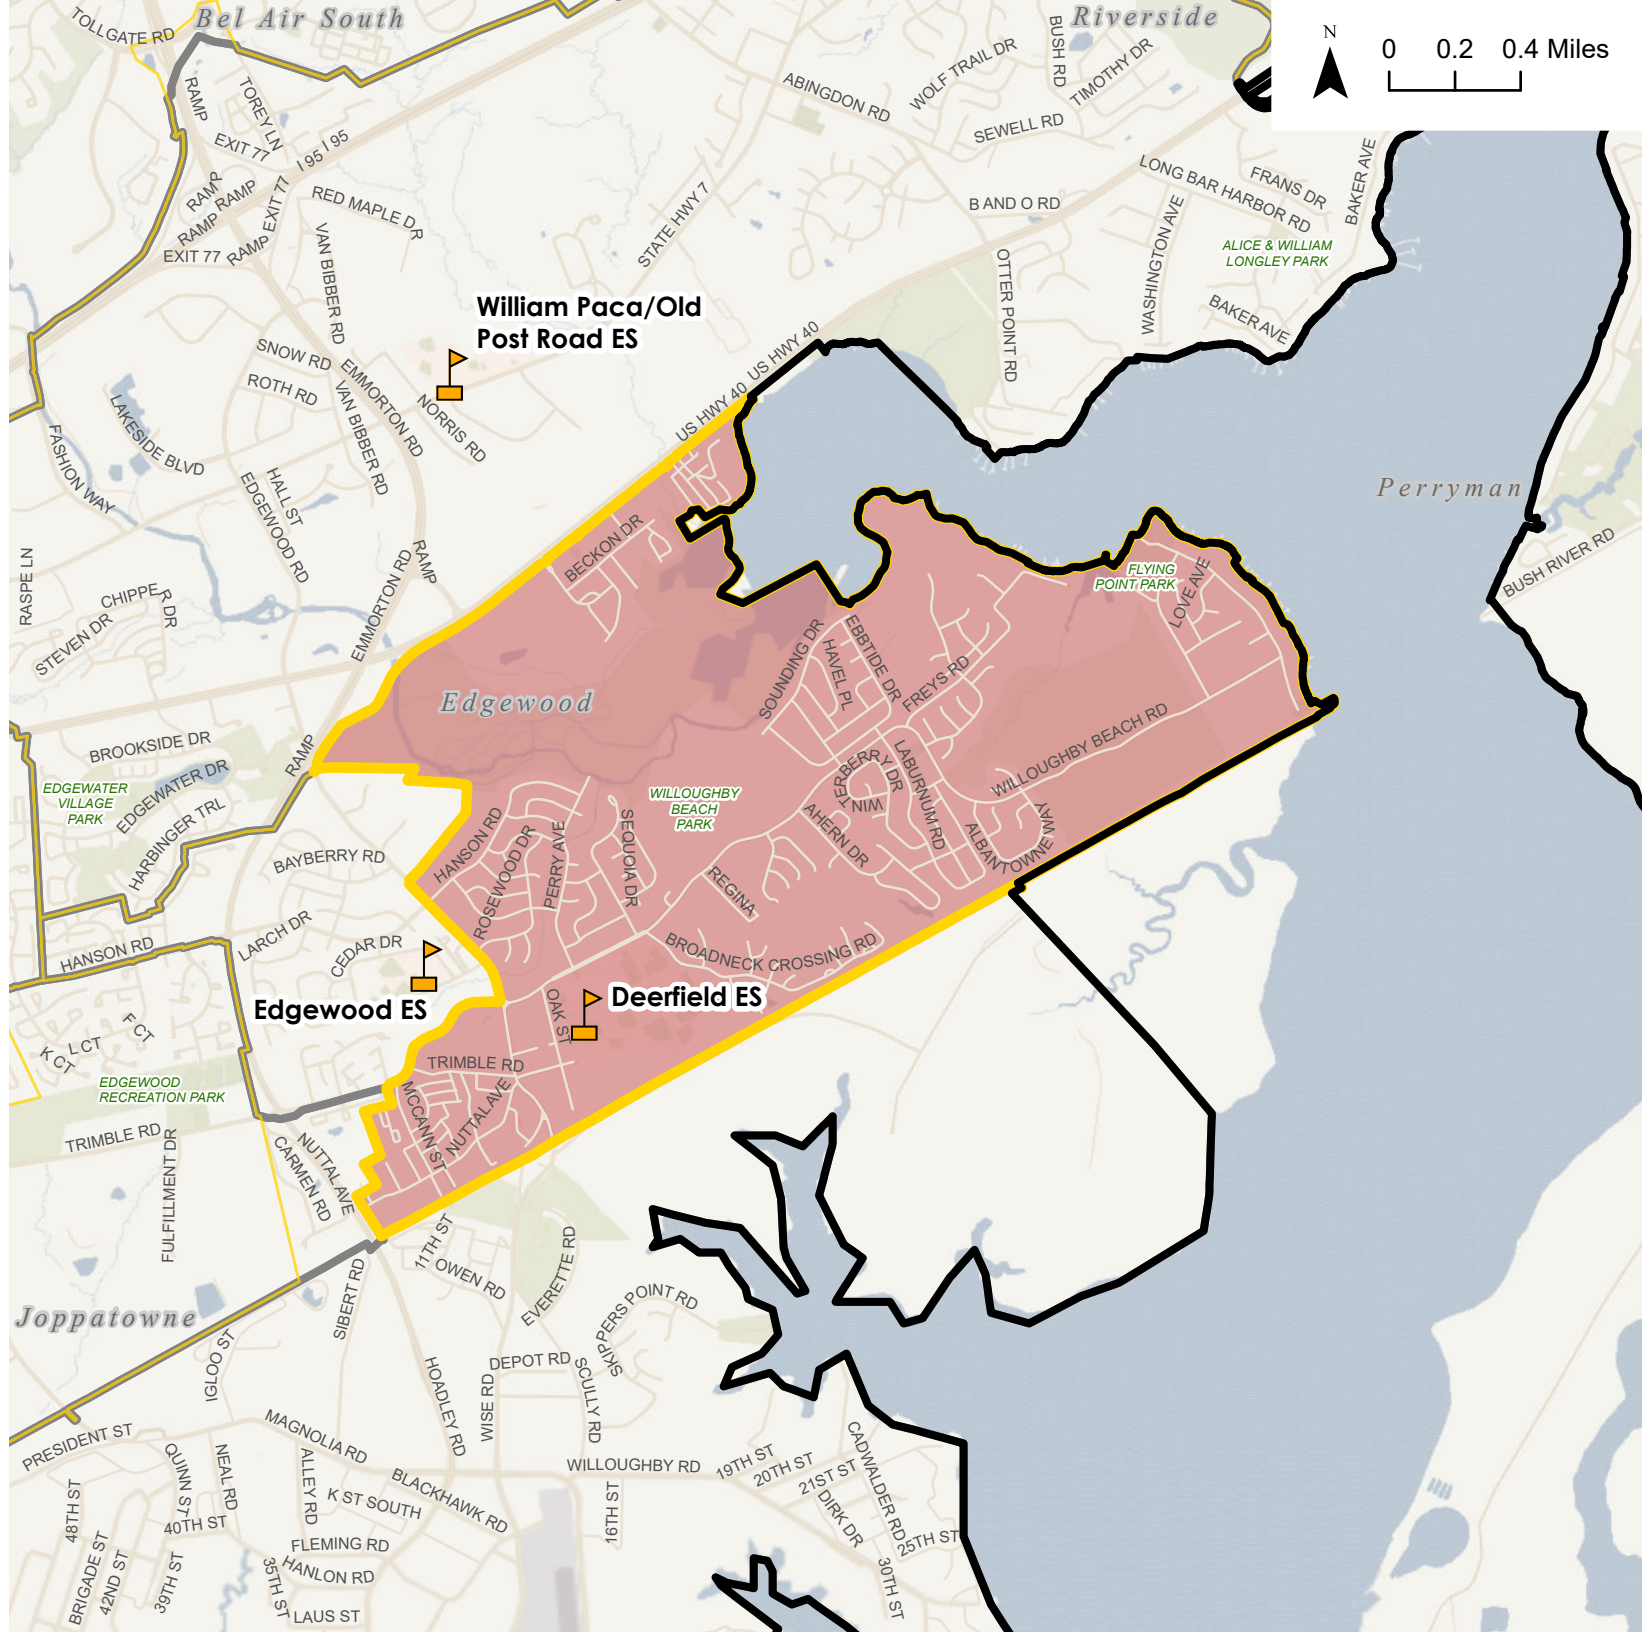 Bel Air South
Riverside
N
0 0.2 0.4 Miles
TOLLGATE RD
RAMP
TOREY LN
EXIT 77
I 95 I 95
RAMP
RAMP
RAMP
EXIT 77
EXIT 77
RAMP
RED MAPLE DR
VAN BIBBER RD
STATE HWY 7
ABINGDON RD
WOLF TRAIL DR
BUSH RD
TIMOTHY DR
SEWELL RD
B AND O RD
LONG BAR HARBOR RD
FRANS DR
BAKER AVE
WASHINGTON AVE
ALICE & WILLIAM
LONGLEY PARK
OTTER POINT RD
BAKER AVE
William Paca/Old
Post Road ES
US HWY 40
US HWY 40
SNOW RD
ROTH RD
EMMORTON RD
VAN BIBBER RD
NORRIS RD
LAKESIDE BLVD
FASHION WAY
HALL ST
EDGEWOOD RD
RAMP
EMMORTON RD
RASPE LN
CHIPPER DR
STEVEN DR
Perryman
BUSH RIVER RD
BECKON DR
FLYING
POINT PARK
LOVE AVE
Edgewood
SOUNDING DR
HAVEL PL
EBBTIDE DR
FREYS RD
WILLOUGHBY BEACH RD
BROOKSIDE DR
RAMP
EDGEWATER DR
EDGEWATER
VILLAGE
PARK
HARBINGER TRL
BAYBERRY RD
WILLOUGHBY
BEACH
PARK
WINTERBERRY DR
LABURNUM RD
AHERN DR
ALBANTOWNE WAY
HANSON RD
ROSEWOOD DR
PERRY AVE
SEQUOIA DR
REGINA
BROADNECK CROSSING RD
HANSON RD
LARCH DR
CEDAR DR
Edgewood ES
Deerfield ES
OAK ST
F CT
L CT
K CT
EDGEWOOD
RECREATION PARK
TRIMBLE RD
MCCANN ST
NUTTAL AVE
TRIMBLE RD
FULFILLMENT DR
NUTTAL AVE
CARMEN RD
11TH ST
OWEN RD
EVERETTE RD
SIBERT RD
SKIPPERS POINT RD
Joppatowne
IGLOO ST
HOADLEY RD
DEPOT RD
WISE RD
SCULLY RD
PRESIDENT ST
MAGNOLIA RD
QUINN ST
NEAL RD
ALLEY RD
BLACKHAWK RD
K ST SOUTH
WILLOUGHBY RD
19TH ST
20TH ST
21ST ST
CADWALDER RD
DIRK DR
25TH ST
30TH ST
16TH ST
48TH ST
40TH ST
FLEMING RD
HANLON RD
BRIGADE ST
42ND ST
39TH ST
35TH ST
LAUS ST